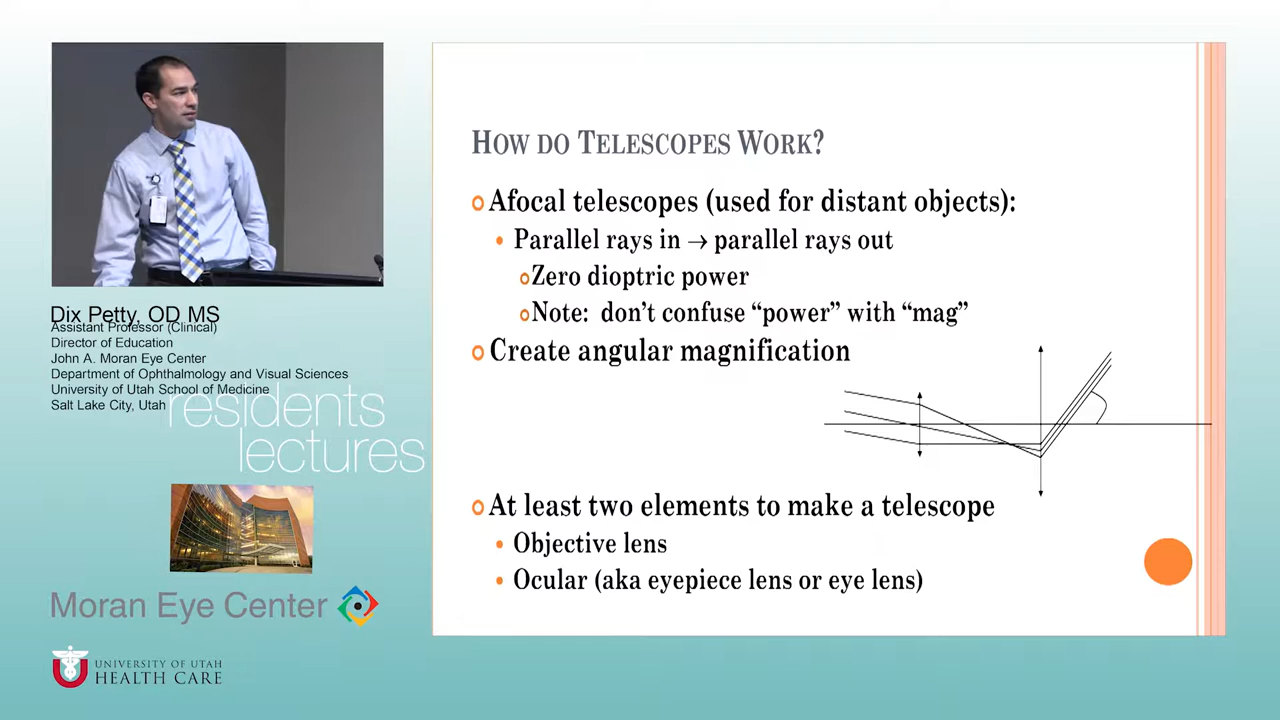 Dix Petty, OD MS
Assistant Professor (Clinical)
Director of Education
John A. Moran Eye Center
Department of Ophthalmology and Visual Sciences
University of Utah School of Medicine
Salt Lake City, Utah
residents
lectures
Moran Eye Center
UNIVERSITY OF UTAH
HEALTH CARE
HOW DO TELESCOPES WORK?
Afocal telescopes (used for distant objects):
Parallel rays in → parallel rays out
Zero dioptric power
Note: don't confuse “power” with “mag”
Create angular magnification
At least two elements to make a telescope
Objective lens
Ocular (aka eyepiece lens or eye lens)